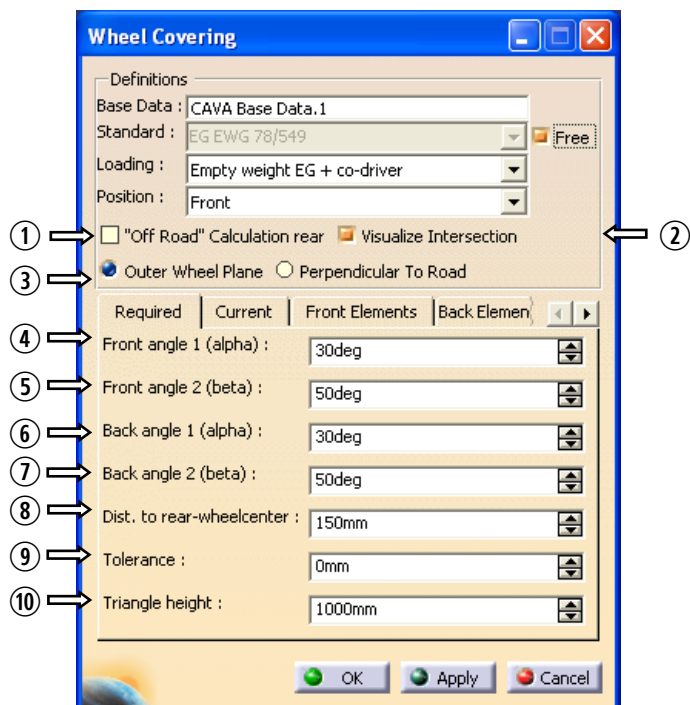 Wheel Covering
Definitions
Base Data : CAVA Base Data.1
Standard : EG EWG 78/549 Free
Loading : Empty weight EG + co-driver
Position : Front
① "Off Road" Calculation rear Visualize Intersection ②
③ Outer Wheel Plane Perpendicular To Road
Required Current Front Elements Back Elemen
④ Front angle 1 (alpha) : 30deg
⑤ Front angle 2 (beta) : 50deg
⑥ Back angle 1 (alpha) : 30deg
⑦ Back angle 2 (beta) : 50deg
⑧ Dist. to rear-wheelcenter : 150mm
⑨ Tolerance : 0mm
⑩ Triangle height : 1000mm
OK Apply Cancel